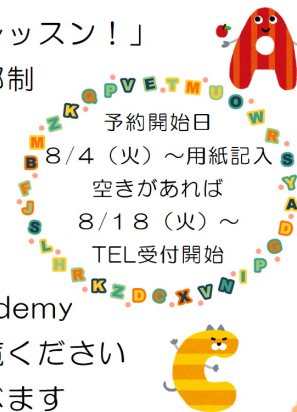 ッスン！」
部制
予約開始日
8/4（火）～用紙記入
空きがあれば
8/18（火）～
TEL受付開始
demy
覧ください
ます